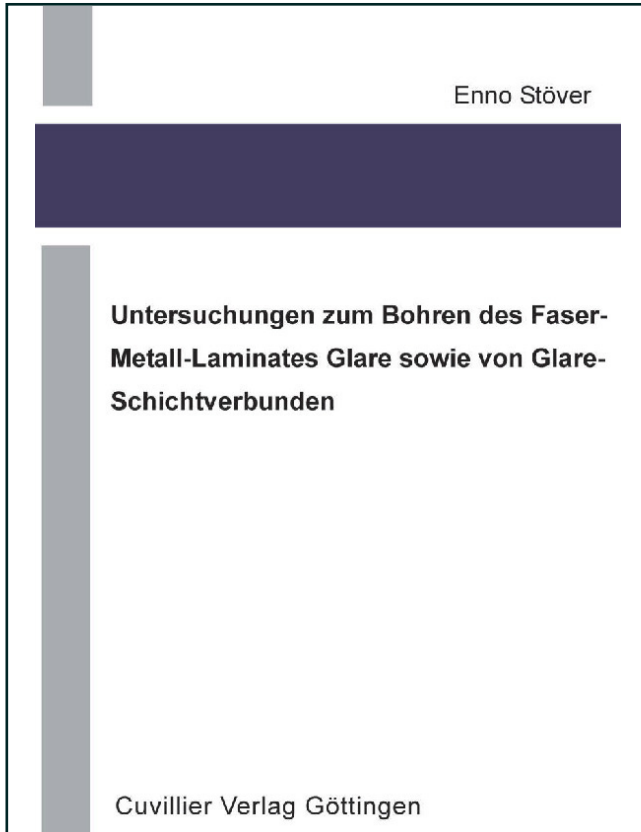 Enno Stöver
Untersuchungen zum Bohren des Faser-
Metall-Laminates Glare sowie von Glare-
Schichtverbunden
Cuvillier Verlag Göttingen